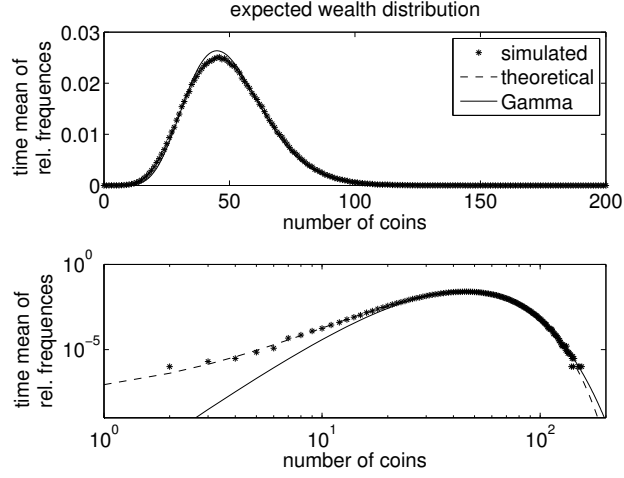 expected wealth distribution
0.03
0.02
0.01
0
time mean of
rel. frequences
simulated
theoretical
Gamma
0 50 100 150 200
number of coins
10^0
10^-5
time mean of
rel. frequences
10^0 10^1 10^2
number of coins